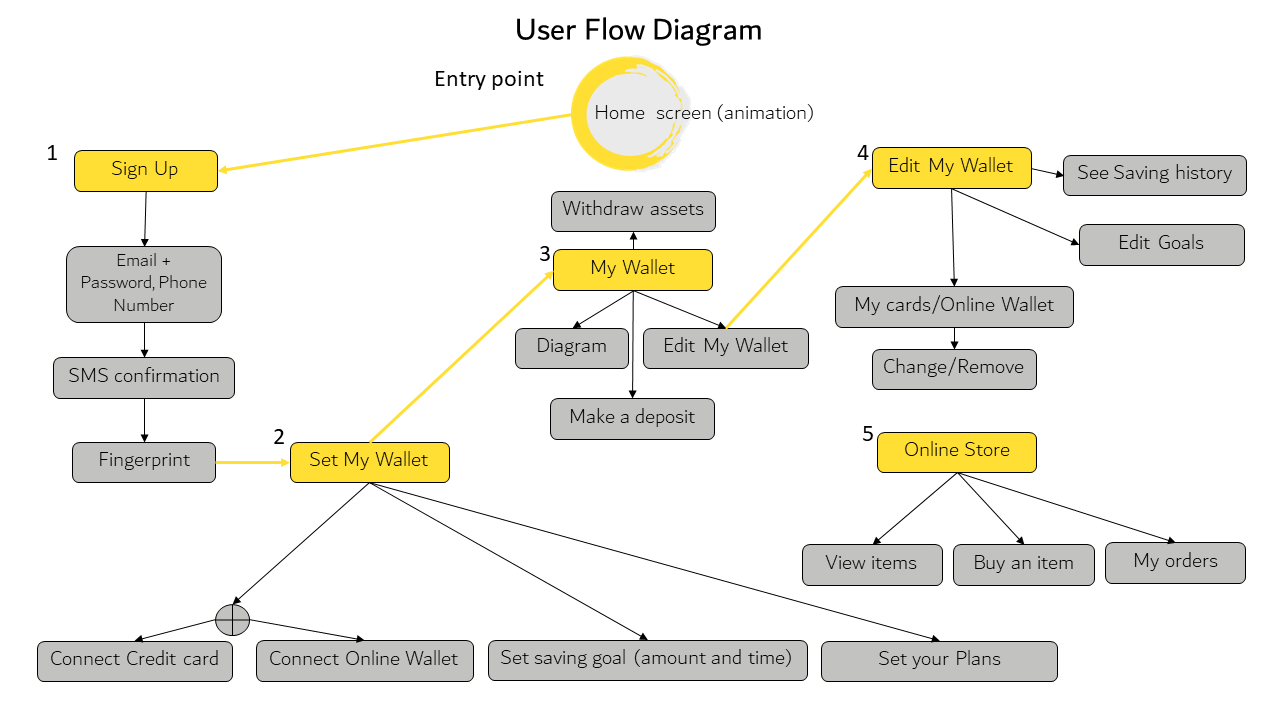 User Flow Diagram
Entry point
Home screen (animation)
1
Sign Up
Email +
Password, Phone
Number
SMS confirmation
Fingerprint
2
Set My Wallet
Connect Credit card
Connect Online Wallet
Set saving goal (amount and time)
Set your Plans
3
My Wallet
Withdraw assets
Diagram
Edit My Wallet
Make a deposit
4
Edit My Wallet
See Saving history
Edit Goals
My cards/Online Wallet
Change/Remove
5
Online Store
View items
Buy an item
My orders